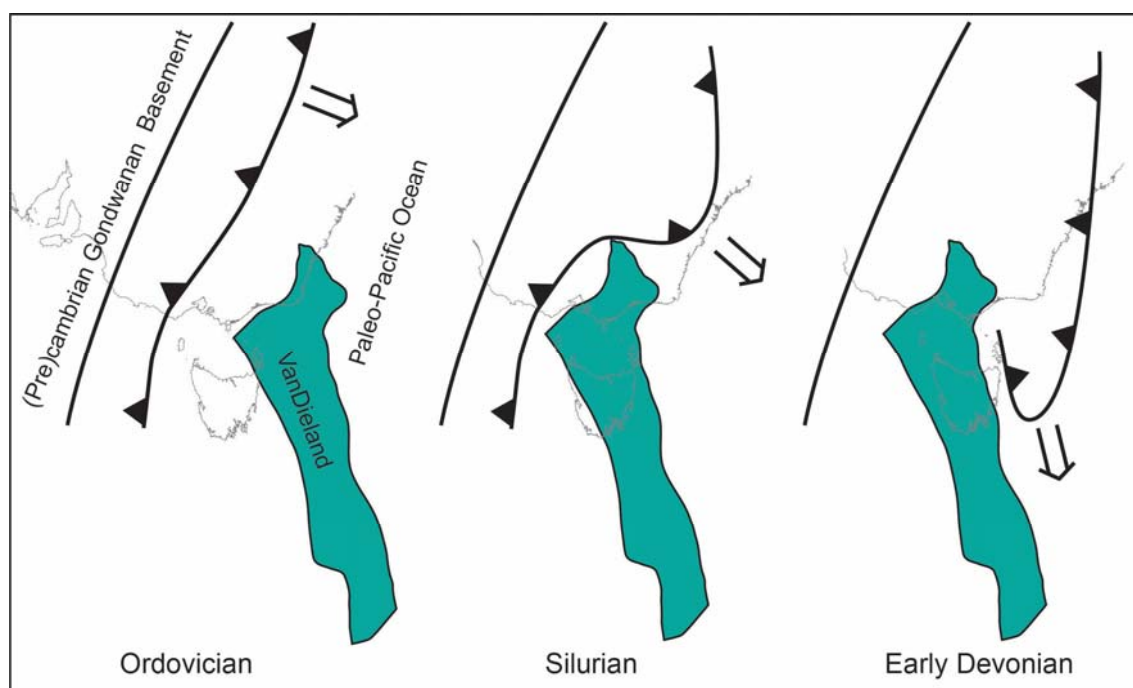 (Pre)cambrian Gondwanan Basement
Paleo-Pacific Ocean
VanDieland
Ordovician
Silurian
Early Devonian